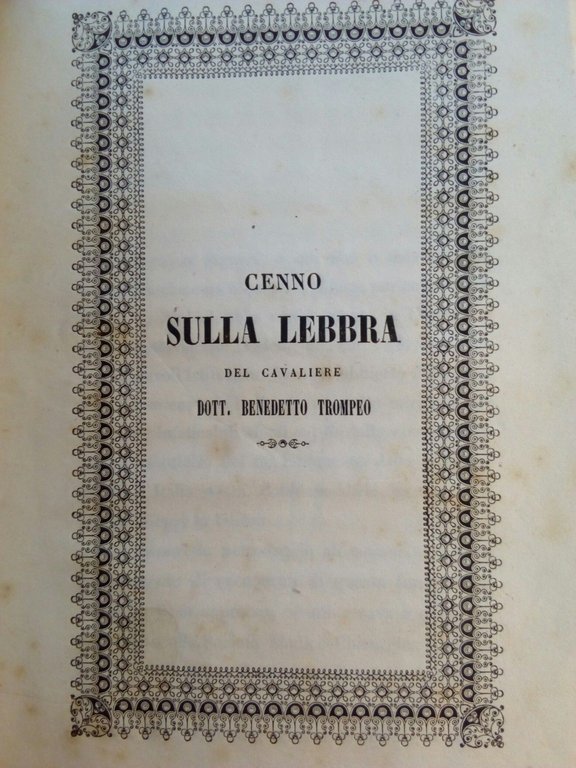 CENNO
SULLA LEBBRA
DEL CAVALIERE
DOTT. BENEDETTO TROMPEO